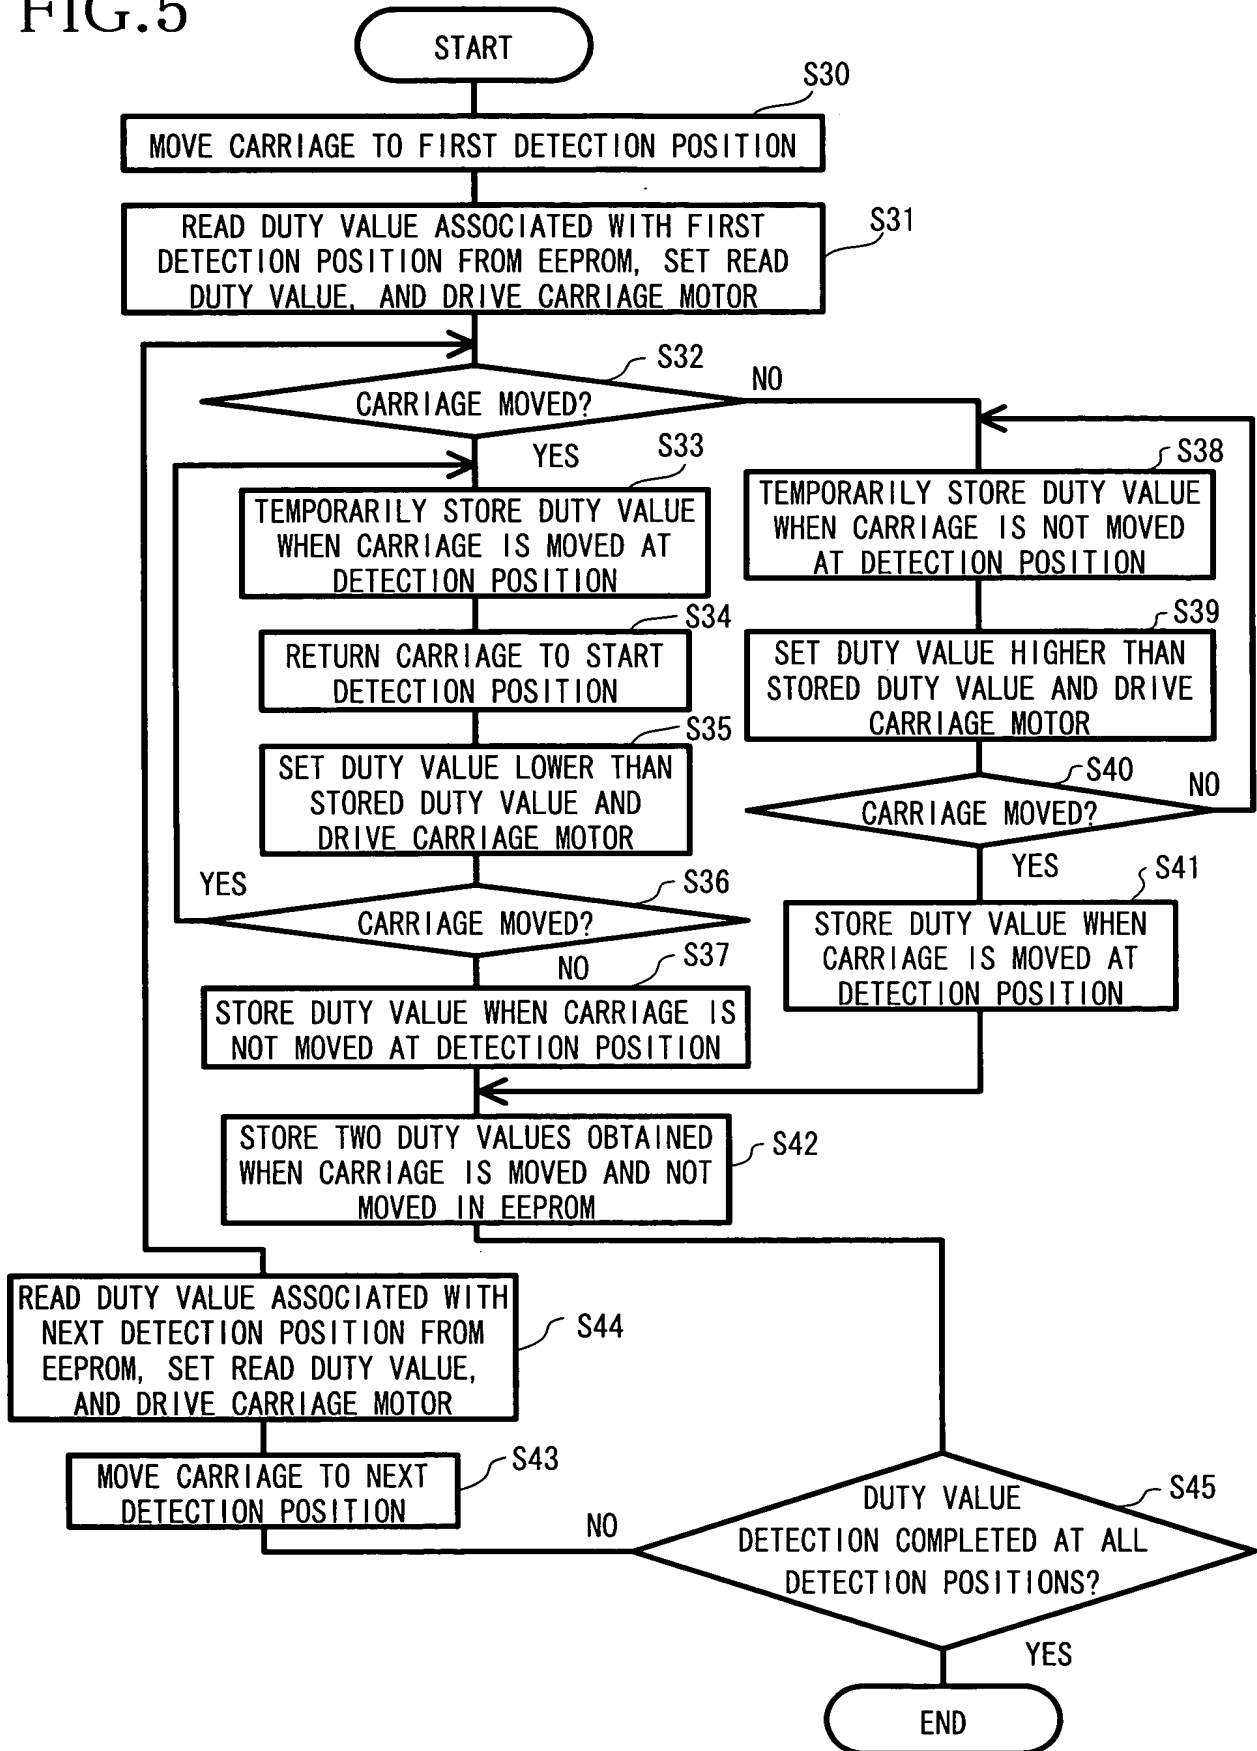 FIG.5
START
S30
MOVE CARRIAGE TO FIRST DETECTION POSITION
S31
READ DUTY VALUE ASSOCIATED WITH FIRST
DETECTION POSITION FROM EEPROM, SET READ
DUTY VALUE, AND DRIVE CARRIAGE MOTOR
S32
CARRIAGE MOVED?
NO
YES
S33
TEMPORARILY STORE DUTY VALUE
WHEN CARRIAGE IS MOVED AT
DETECTION POSITION
S34
RETURN CARRIAGE TO START
DETECTION POSITION
S35
SET DUTY VALUE LOWER THAN
STORED DUTY VALUE AND
DRIVE CARRIAGE MOTOR
YES
S36
CARRIAGE MOVED?
NO
S37
STORE DUTY VALUE WHEN CARRIAGE IS
NOT MOVED AT DETECTION POSITION
S38
TEMPORARILY STORE DUTY VALUE
WHEN CARRIAGE IS NOT MOVED
AT DETECTION POSITION
S39
SET DUTY VALUE HIGHER THAN
STORED DUTY VALUE AND DRIVE
CARRIAGE MOTOR
S40
NO
CARRIAGE MOVED?
YES
S41
STORE DUTY VALUE WHEN
CARRIAGE IS MOVED AT
DETECTION POSITION
STORE TWO DUTY VALUES OBTAINED
WHEN CARRIAGE IS MOVED AND NOT
MOVED IN EEPROM
S42
READ DUTY VALUE ASSOCIATED WITH
NEXT DETECTION POSITION FROM
EEPROM, SET READ DUTY VALUE,
AND DRIVE CARRIAGE MOTOR
S44
MOVE CARRIAGE TO NEXT
DETECTION POSITION
S43
NO
S45
DUTY VALUE
DETECTION COMPLETED AT ALL
DETECTION POSITIONS?
YES
END